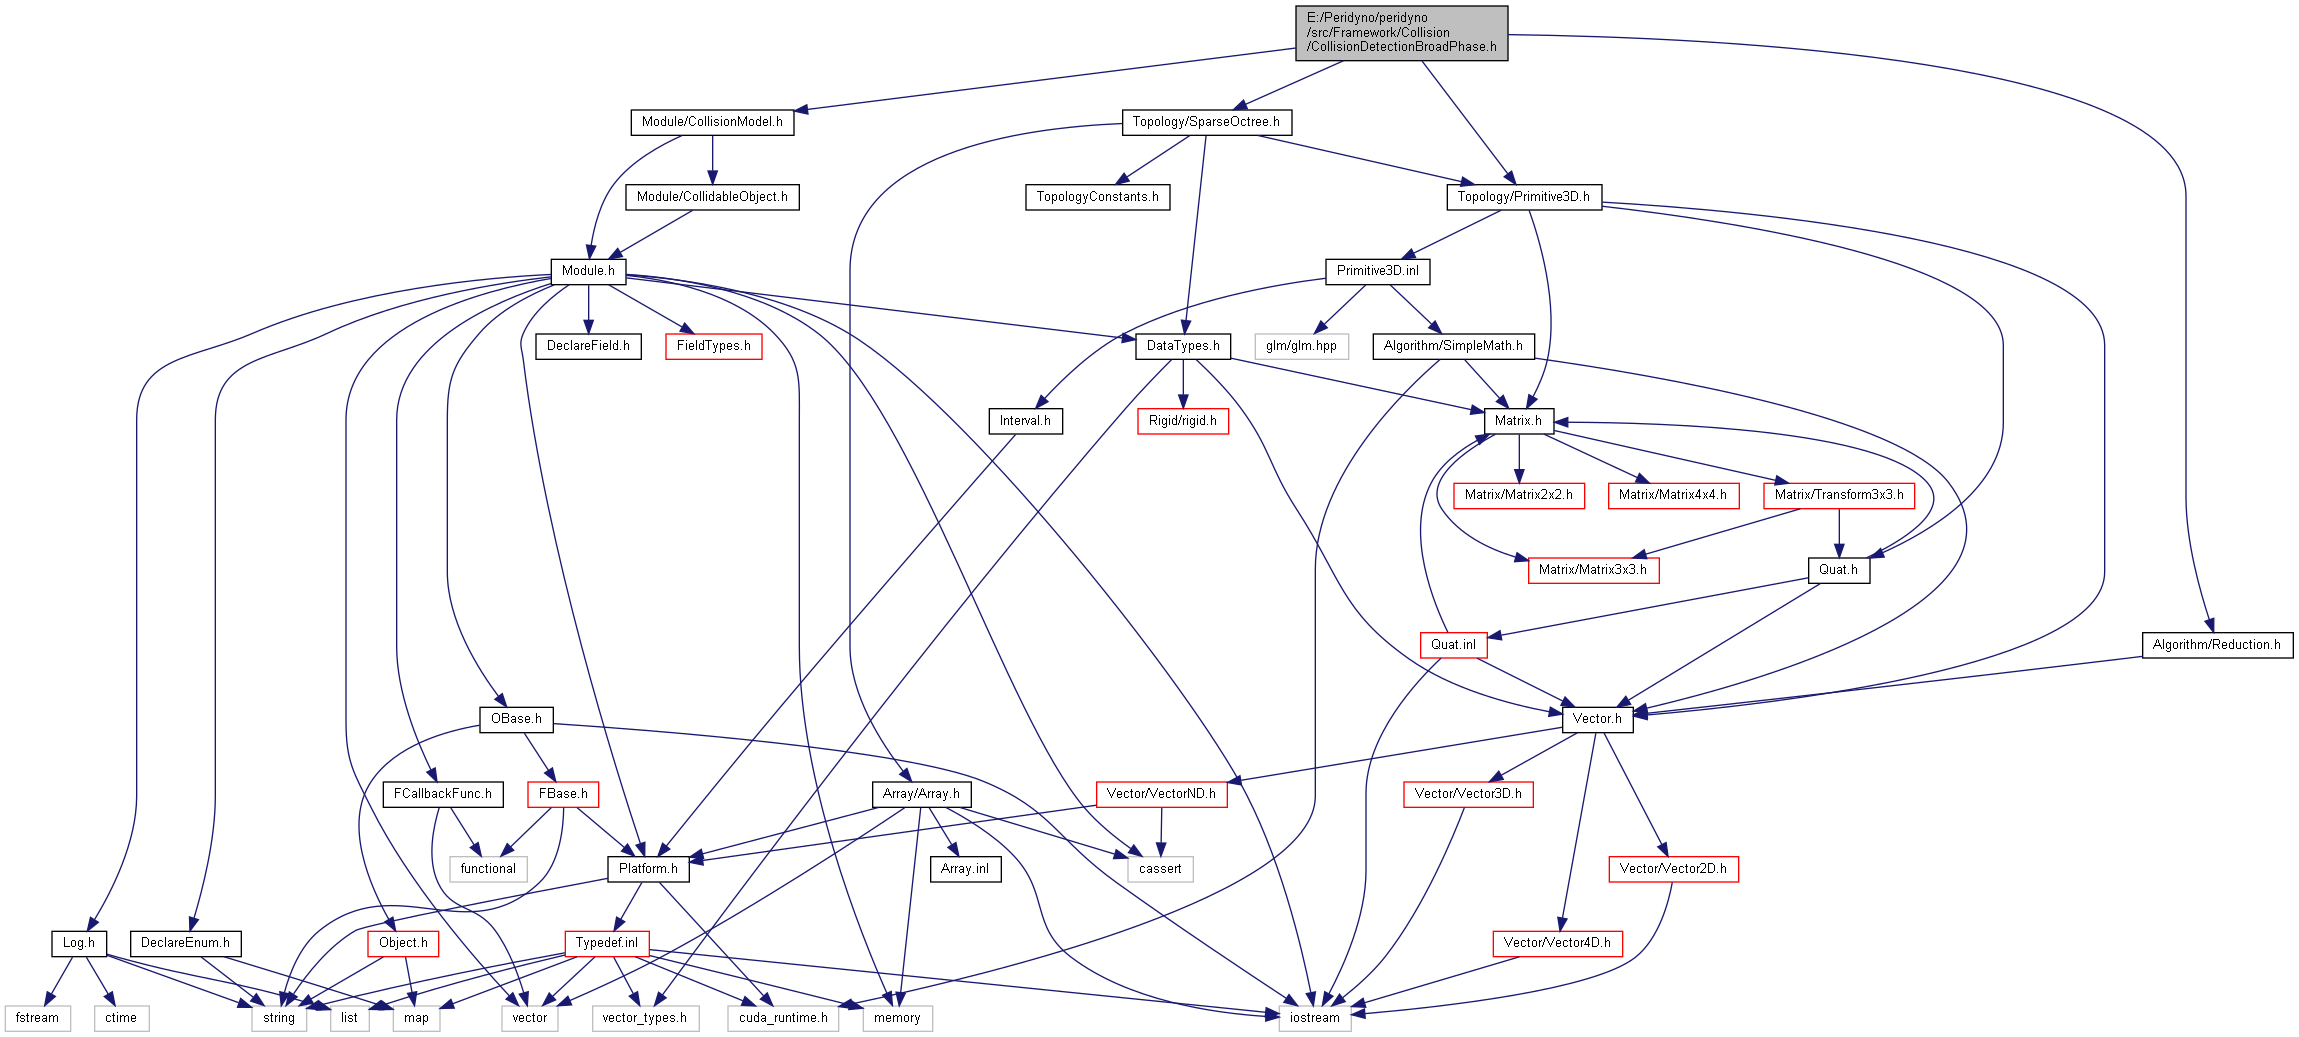 E:/Peridyno/peridyno
/src/Framework/Collision
/CollisionDetectionBroadPhase.h
Module/CollisionModel.h
Topology/SparseOctree.h
Module/CollidableObject.h
TopologyConstants.h
Topology/Primitive3D.h
Module.h
Primitive3D.inl
DeclareField.h
FieldTypes.h
DataTypes.h
glm/glm.hpp
Algorithm/SimpleMath.h
Interval.h
Rigid/rigid.h
Matrix.h
Matrix/Matrix2x2.h
Matrix/Matrix4x4.h
Matrix/Transform3x3.h
Matrix/Matrix3x3.h
Quat.h
Quat.inl
Algorithm/Reduction.h
OBase.h
Vector.h
FCallbackFunc.h
FBase.h
Array/Array.h
Vector/VectorND.h
Vector/Vector3D.h
functional
Platform.h
Array.inl
cassert
Vector/Vector2D.h
Log.h
DeclareEnum.h
Object.h
Typedef.inl
Vector/Vector4D.h
fstream
ctime
string
list
map
vector
vector_types.h
cuda_runtime.h
memory
iostream